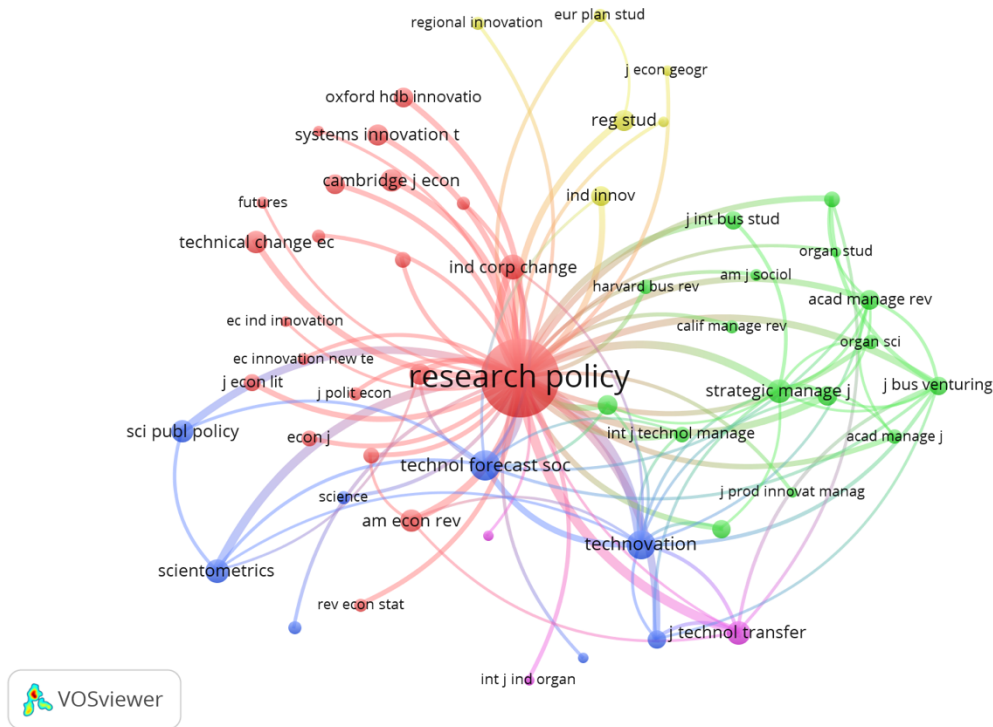 regional innovation
eur plan stud
j econ geogr
oxford hdb innovatio
systems innovation t
reg stud
cambridge j econ
ind innov
futures
j int bus stud
technical change ec
organ stud
ind corp change
am j sociol
harvard bus rev
acad manage rev
ec ind innovation
calif manage rev
organ sci
ec innovation new te
research policy
j econ lit
j polit econ
strategic manage j
j bus venturing
sci publ policy
econ j
int j technol manage
acad manage j
technol forecast soc
science
j prod innovat manag
am econ rev
technovation
scientometrics
rev econ stat
j technol transfer
int j ind organ
VOSviewer